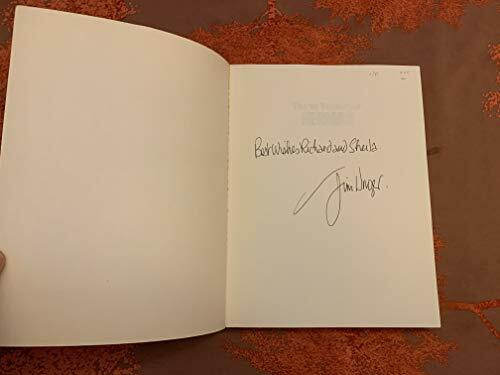 Best Wishes Richard and Sheila.
Jim Unger.